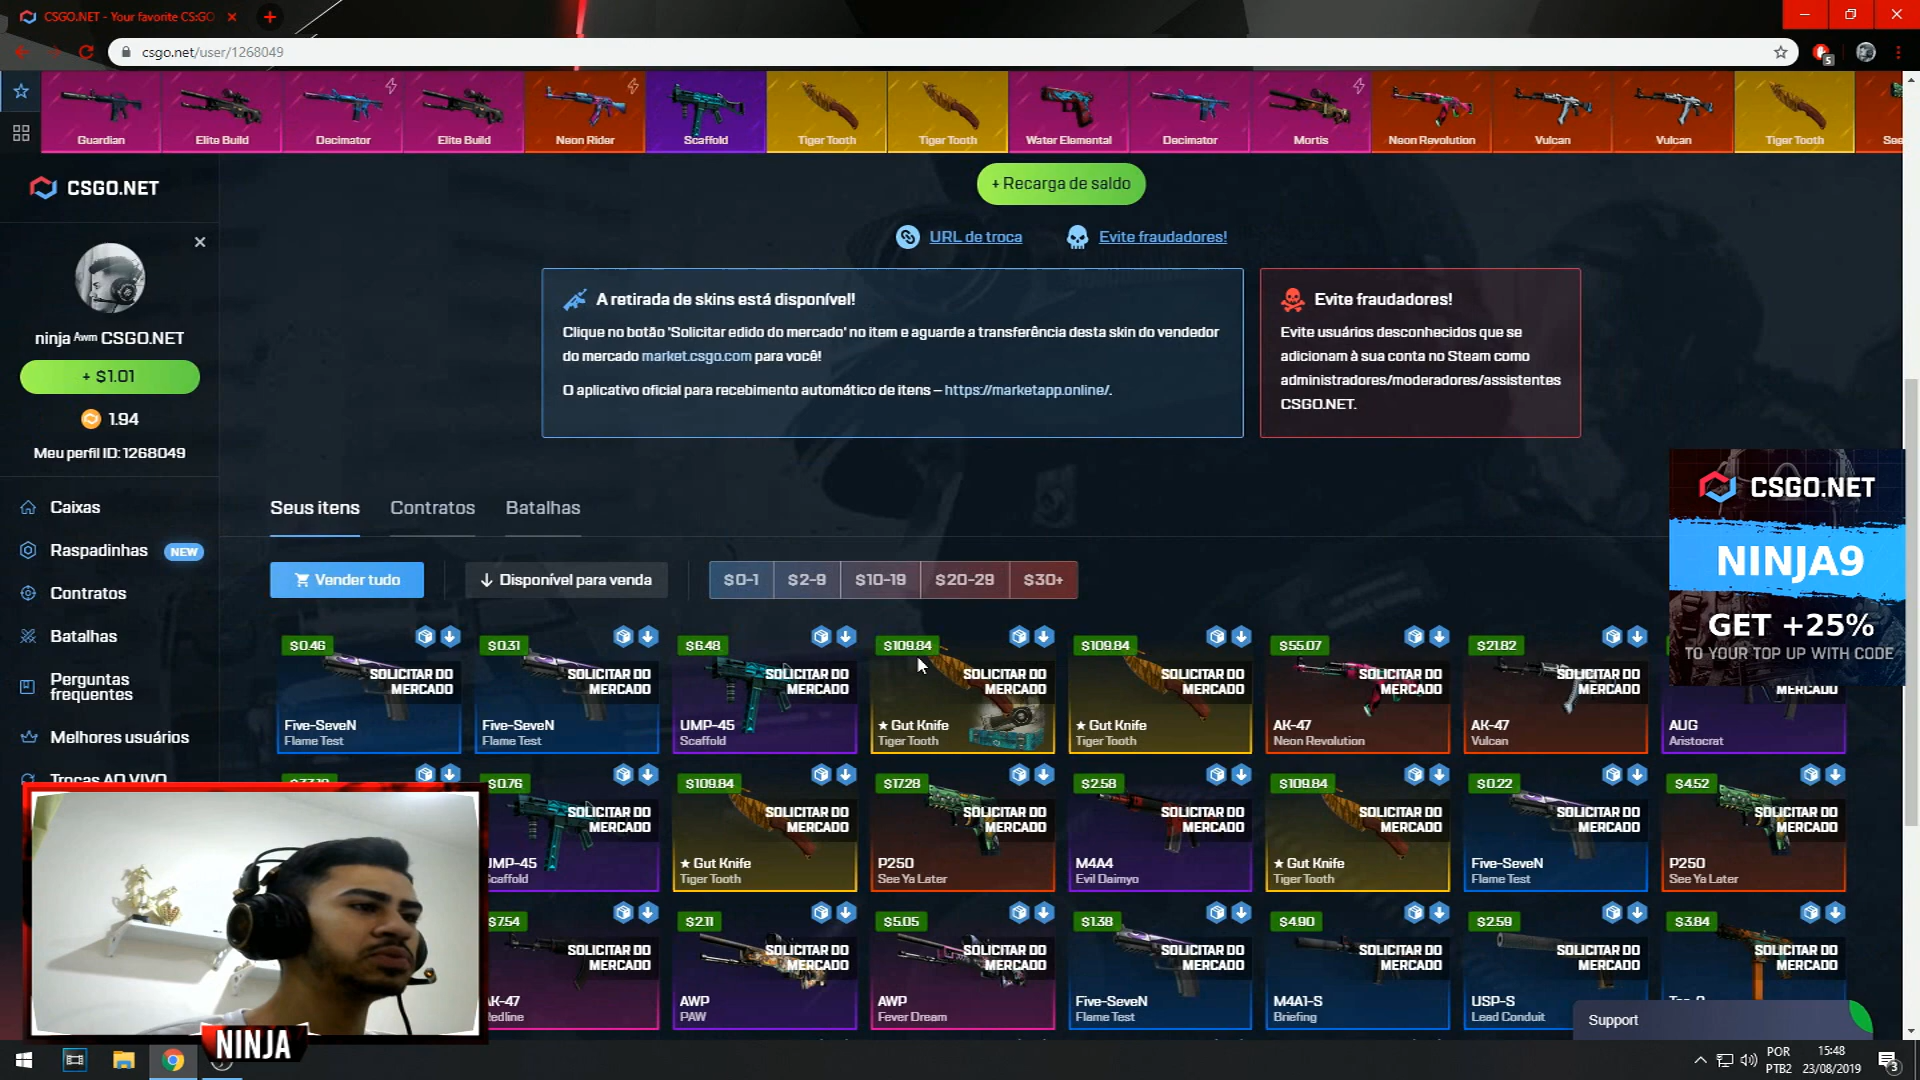 CSGO.NET - Your favorite CS:GO
csgo.net/user/1268049
5
Guardian
Elite Build
Decimator
Elite Build
Neon Rider
Scaffold
Tiger Tooth
Tiger Tooth
Water Elemental
Decimator
Mortis
Neon Revolution
Vulcan
Vulcan
Tiger Tooth
See
CSGO.NET
+ Recarga de saldo
URL de troca
Evite fraudadores!
ninja Awm CSGO.NET
+ $1.01
1.94
Meu perfil ID: 1268049
A retirada de skins está disponível!
Clique no botão 'Solicitar edido do mercado' no item e aguarde a transferência desta skin do vendedor
do mercado market.csgo.com para você!
O aplicativo oficial para recebimento automático de itens – https://marketapp.online/.
Evite fraudadores!
Evite usuários desconhecidos que se
adicionam à sua conta no Steam como
administradores/moderadores/assistentes
CSGO.NET.
Caixas
Raspadinhas NEW
Contratos
Batalhas
Perguntas
frequentes
Melhores usuários
Trocas AO VIVO
Seus itens
Contratos
Batalhas
Vender tudo
Disponível para venda
$0-1
$2-9
$10-19
$20-29
$30+
CSGO.NET
NINJA9
GET +25%
TO YOUR TOP UP WITH CODE
$0.46
SOLICITAR DO
MERCADO
Five-SeveN
Flame Test
$0.31
SOLICITAR DO
MERCADO
Five-SeveN
Flame Test
$6.48
SOLICITAR DO
MERCADO
UMP-45
Scaffold
$109.84
SOLICITAR DO
MERCADO
★ Gut Knife
Tiger Tooth
$109.84
SOLICITAR DO
MERCADO
★ Gut Knife
Tiger Tooth
$55.07
SOLICITAR DO
MERCADO
AK-47
Neon Revolution
$21.82
SOLICITAR DO
MERCADO
AK-47
Vulcan
MERCADO
AUG
Aristocrat
$0.76
SOLICITAR DO
MERCADO
UMP-45
Scaffold
$109.84
SOLICITAR DO
MERCADO
★ Gut Knife
Tiger Tooth
$17.28
SOLICITAR DO
MERCADO
P250
See Ya Later
$2.58
SOLICITAR DO
MERCADO
M4A4
Evil Daimyo
$109.84
SOLICITAR DO
MERCADO
★ Gut Knife
Tiger Tooth
$0.22
SOLICITAR DO
MERCADO
Five-SeveN
Flame Test
$4.52
SOLICITAR DO
MERCADO
P250
See Ya Later
$7.54
SOLICITAR DO
MERCADO
AK-47
Redline
$2.11
SOLICITAR DO
MERCADO
AWP
PAW
$5.05
SOLICITAR DO
MERCADO
AWP
Fever Dream
$1.38
SOLICITAR DO
MERCADO
Five-SeveN
Flame Test
$4.90
SOLICITAR DO
MERCADO
M4A1-S
Briefing
$2.59
SOLICITAR DO
MERCADO
USP-S
Lead Conduit
$3.84
SOLICITAR DO
MERCADO
Support
NINJA
POR
PTB2
15:48
23/08/2019
3